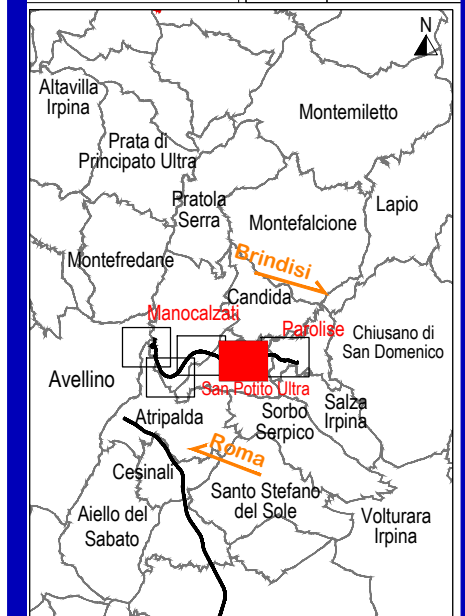 N
Altavilla
Irpina
Montemiletto
Prata di
Principato Ultra
Pratola
Serra
Lapio
Montefalcione
Montefredane
Brindisi
Candida
Manocalzati
Parolise
Chiusano di
San Domenico
Avellino
San Potito Ultra
Salza
Irpina
Atripalda
Sorbo
Serpico
Roma
Cesinali
Santo Stefano
del Sole
Aiello del
Sabato
Volturara
Irpina